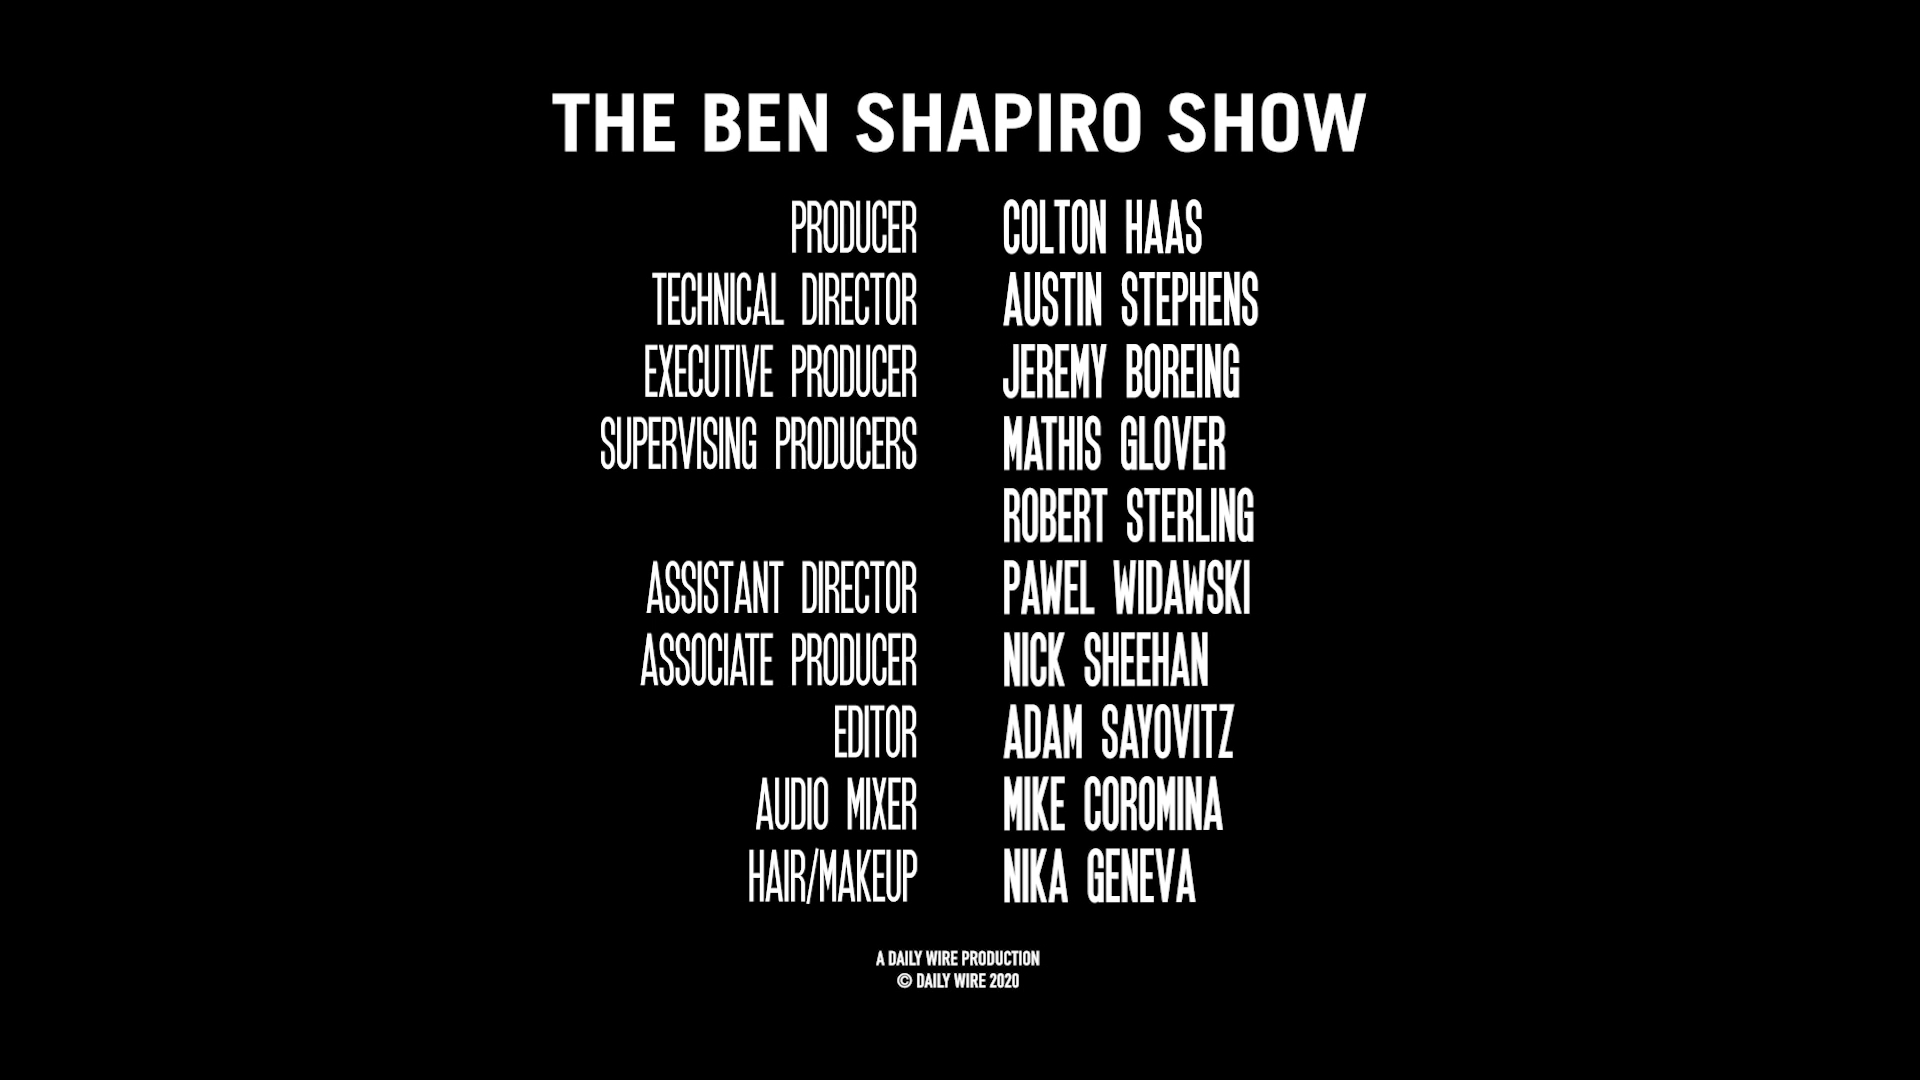 THE BEN SHAPIRO SHOW
PRODUCER COLTON HAAS
TECHNICAL DIRECTOR AUSTIN STEPHENS
EXECUTIVE PRODUCER JEREMY BOREING
SUPERVISING PRODUCERS MATHIS GLOVER
ROBERT STERLING
ASSISTANT DIRECTOR PAWEL WIDAWSKI
ASSOCIATE PRODUCER NICK SHEEHAN
EDITOR ADAM SAYOVITZ
AUDIO MIXER MIKE COROMINA
HAIR/MAKEUP NIKA GENEVA
A DAILY WIRE PRODUCTION
© DAILY WIRE 2020